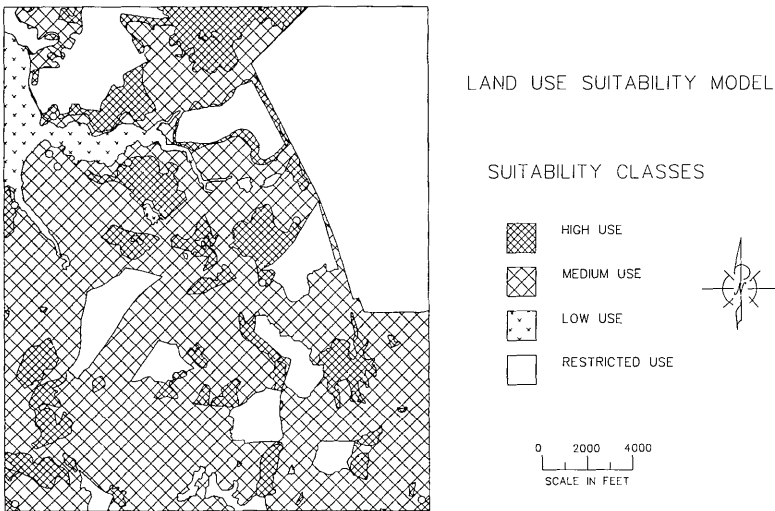 LAND USE SUITABILITY MODEL
SUITABILITY CLASSES
HIGH USE
MEDIUM USE
LOW USE
RESTRICTED USE
N
0 2000 4000
SCALE IN FEET